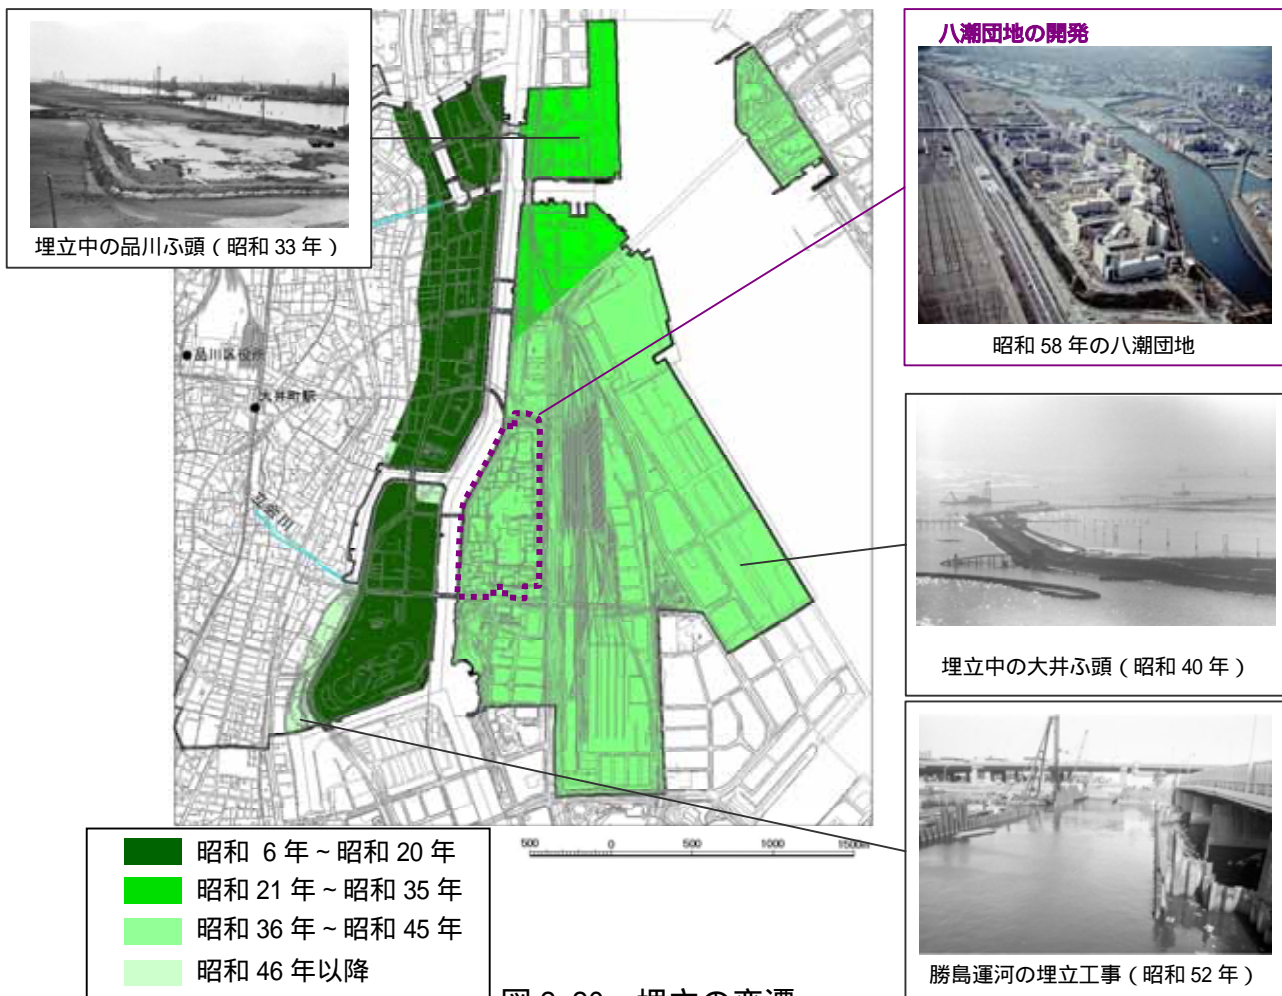 埋立中の品川ふ頭（昭和 33 年）
八潮団地の開発
昭和 58 年の八潮団地
品川区役所
大井町駅
立会川
埋立中の大井ふ頭（昭和 40 年）
勝島運河の埋立工事（昭和 52 年）
500 0 500 1000 1500m
昭和 6 年～昭和 20 年
昭和 21 年～昭和 35 年
昭和 36 年～昭和 45 年
昭和 46 年以降